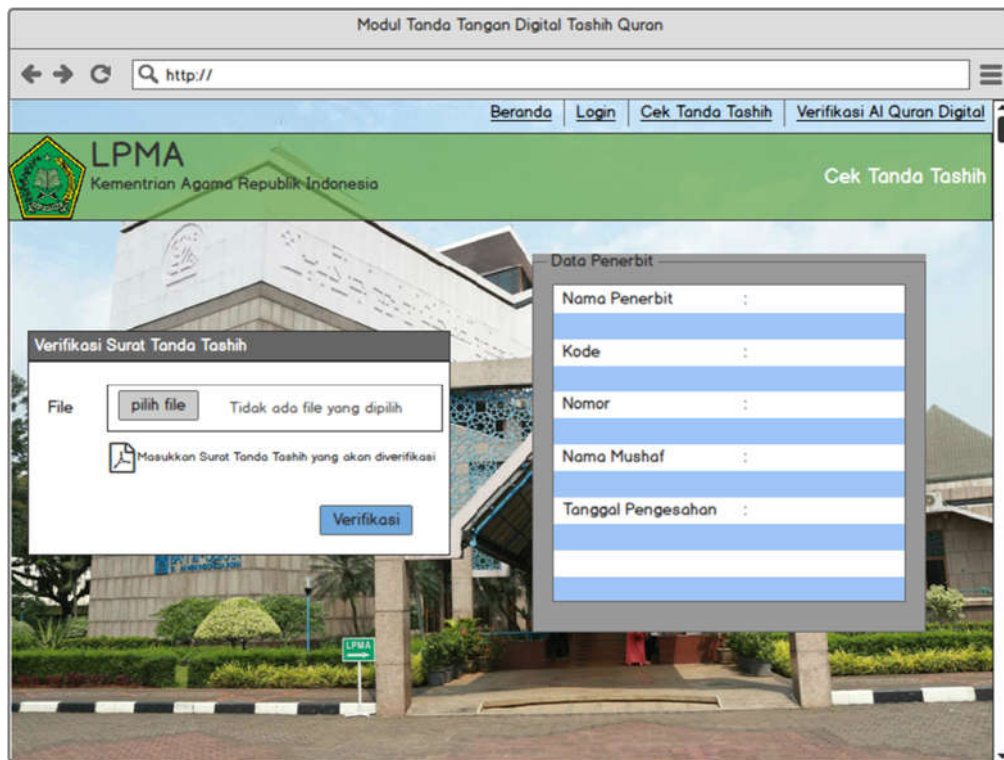 Modul Tanda Tangan Digital Tashih Quran
http://
Beranda Login Cek Tanda Tashih Verifikasi Al Quran Digital
LPMA
Kementrian Agama Republik Indonesia
Cek Tanda Tashih
Verifikasi Surat Tanda Tashih
File
pilih file
Tidak ada file yang dipilih
Masukkan Surat Tanda Tashih yang akan diverifikasi
Verifikasi
Data Penerbit
Nama Penerbit :
Kode :
Nomor :
Nama Mushaf :
Tanggal Pengesahan :
LPMA